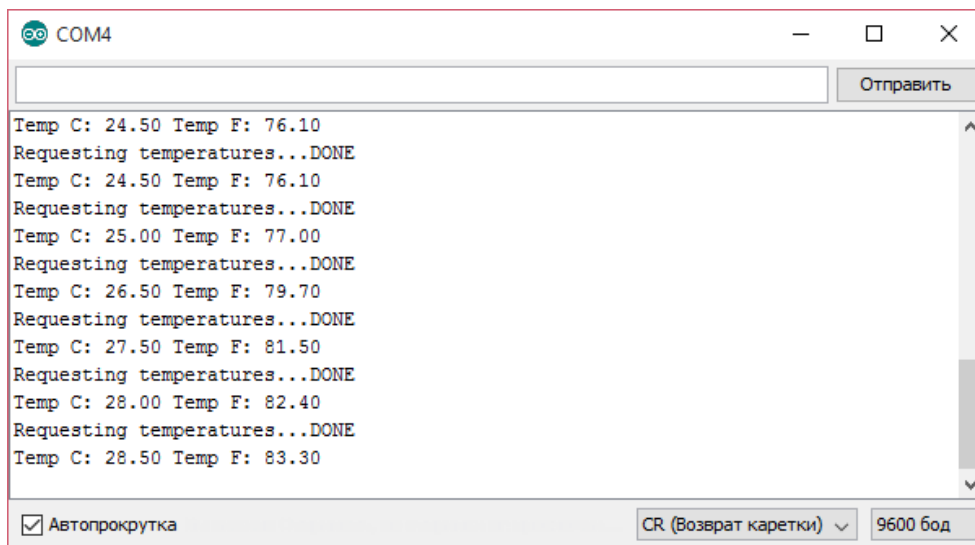 COM4
Отправить
Temp C: 24.50 Temp F: 76.10
Requesting temperatures...DONE
Temp C: 24.50 Temp F: 76.10
Requesting temperatures...DONE
Temp C: 25.00 Temp F: 77.00
Requesting temperatures...DONE
Temp C: 26.50 Temp F: 79.70
Requesting temperatures...DONE
Temp C: 27.50 Temp F: 81.50
Requesting temperatures...DONE
Temp C: 28.00 Temp F: 82.40
Requesting temperatures...DONE
Temp C: 28.50 Temp F: 83.30
Автопрокрутка CR (Возврат каретки) 9600 бод